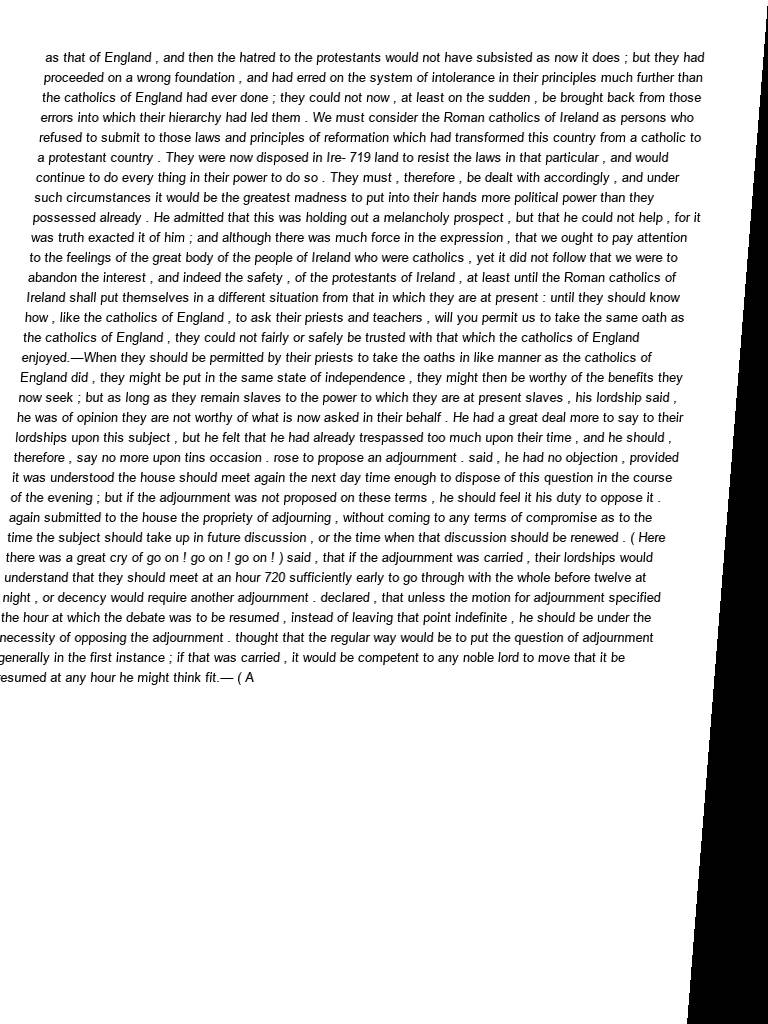 as that of England , and then the hatred to the protestants would not have subsisted as now it does ; but they had
proceeded on a wrong foundation , and had erred on the system of intolerance in their principles much further than
the catholics of England had ever done ; they could not now , at least on the sudden , be brought back from those
errors into which their hierarchy had led them . We must consider the Roman catholics of Ireland as persons who
refused to submit to those laws and principles of reformation which had transformed this country from a catholic to
a protestant country . They were now disposed in Ire- 719 land to resist the laws in that particular , and would
continue to do every thing in their power to do so . They must , therefore , be dealt with accordingly , and under
such circumstances it would be the greatest madness to put into their hands more political power than they
possessed already . He admitted that this was holding out a melancholy prospect , but that he could not help , for it
was truth exacted it of him ; and although there was much force in the expression , that we ought to pay attention
to the feelings of the great body of the people of Ireland who were catholics , yet it did not follow that we were to
abandon the interest , and indeed the safety , of the protestants of Ireland , at least until the Roman catholics of
Ireland shall put themselves in a different situation from that in which they are at present : until they should know
how , like the catholics of England , to ask their priests and teachers , will you permit us to take the same oath as
the catholics of England , they could not fairly or safely be trusted with that which the catholics of England
enjoyed.—When they should be permitted by their priests to take the oaths in like manner as the catholics of
England did , they might be put in the same state of independence , they might then be worthy of the benefits they
now seek ; but as long as they remain slaves to the power to which they are at present slaves , his lordship said ,
he was of opinion they are not worthy of what is now asked in their behalf . He had a great deal more to say to their
lordships upon this subject , but he felt that he had already trespassed too much upon their time , and he should ,
therefore , say no more upon tins occasion . rose to propose an adjournment . said , he had no objection , provided
it was understood the house should meet again the next day time enough to dispose of this question in the course
of the evening ; but if the adjournment was not proposed on these terms , he should feel it his duty to oppose it .
again submitted to the house the propriety of adjourning , without coming to any terms of compromise as to the
time the subject should take up in future discussion , or the time when that discussion should be renewed . ( Here
there was a great cry of go on ! go on ! go on ! ) said , that if the adjournment was carried , their lordships would
understand that they should meet at an hour 720 sufficiently early to go through with the whole before twelve at
night , or decency would require another adjournment . declared , that unless the motion for adjournment specified
the hour at which the debate was to be resumed , instead of leaving that point indefinite , he should be under the
necessity of opposing the adjournment . thought that the regular way would be to put the question of adjournment
generally in the first instance ; if that was carried , it would be competent to any noble lord to move that it be
resumed at any hour he might think fit.— ( A